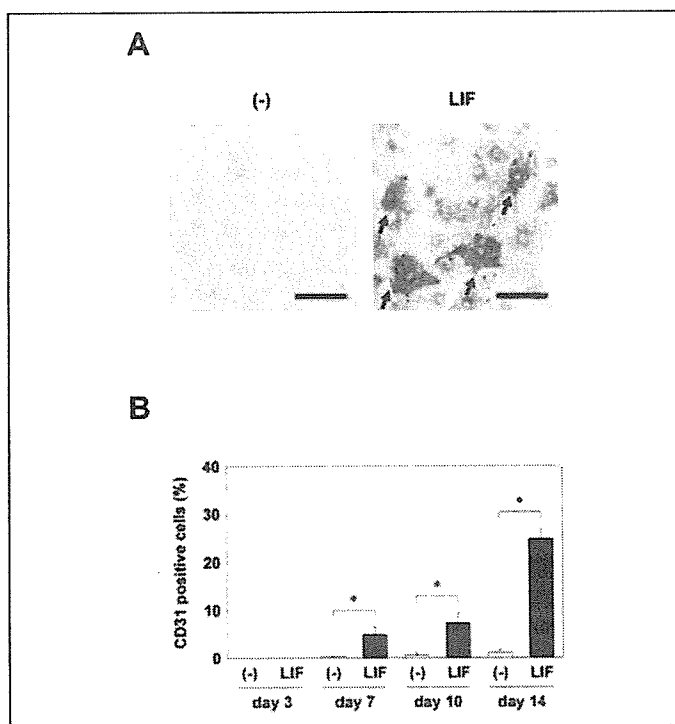 A
(-) LIF
B
CD31 positive cells (%)
40
30
20
10
0
* * *
(-) LIF (-) LIF (-) LIF (-) LIF
day 3 day 7 day 10 day 14